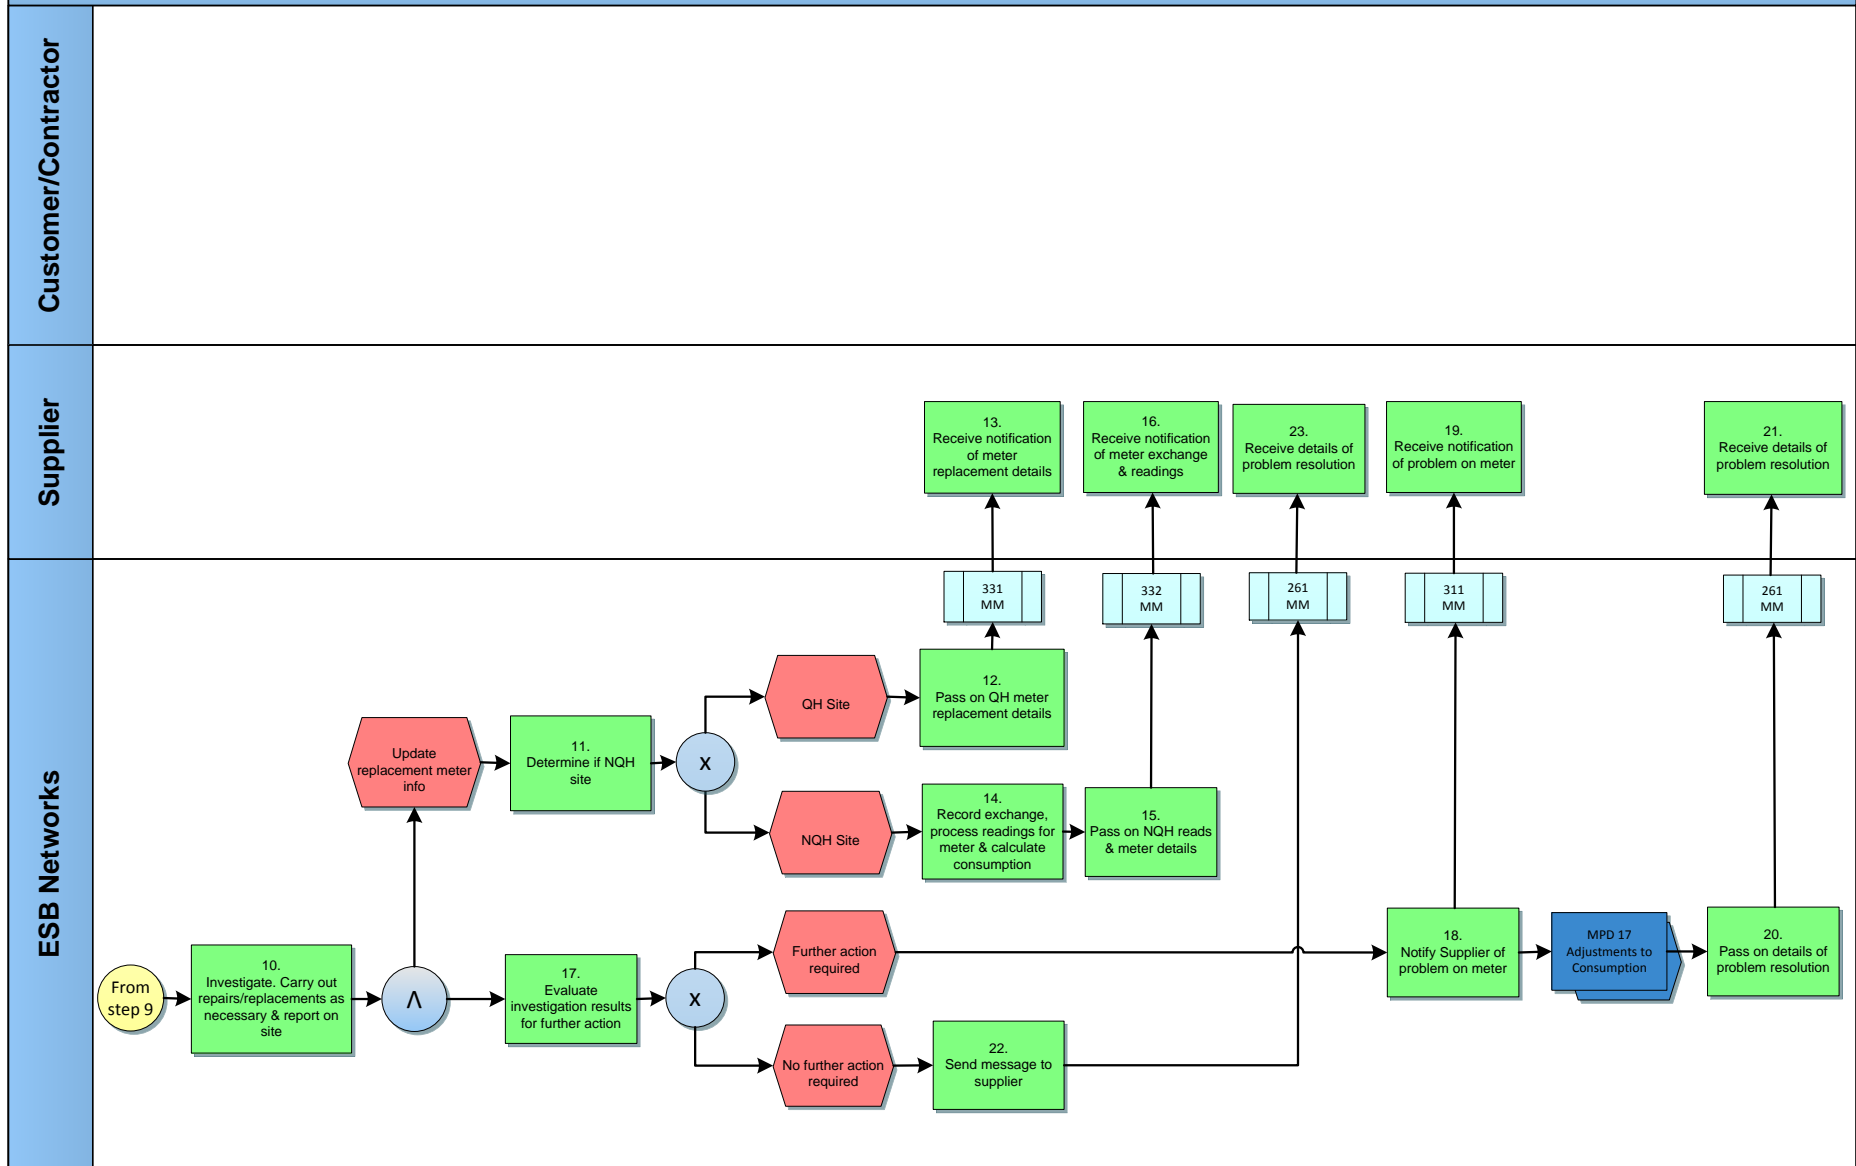 Customer/Contractor
Supplier
13.
Receive notification
of meter
replacement details
16.
Receive notification
of meter exchange
& readings
23.
Receive details of
problem resolution
19.
Receive notification
of problem on meter
21.
Receive details of
problem resolution
ESB Networks
331
MM
332
MM
261
MM
311
MM
261
MM
QH Site
12.
Pass on QH meter
replacement details
Update
replacement meter
info
11.
Determine if NQH
site
X
NQH Site
14.
Record exchange,
process readings for
meter & calculate
consumption
15.
Pass on NQH reads
& meter details
From
step 9
10.
Investigate. Carry out
repairs/replacements as
necessary & report on
site
Λ
17.
Evaluate
investigation results
for further action
X
Further action
required
18.
Notify Supplier of
problem on meter
MPD 17
Adjustments to
Consumption
20.
Pass on details of
problem resolution
No further action
required
22.
Send message to
supplier